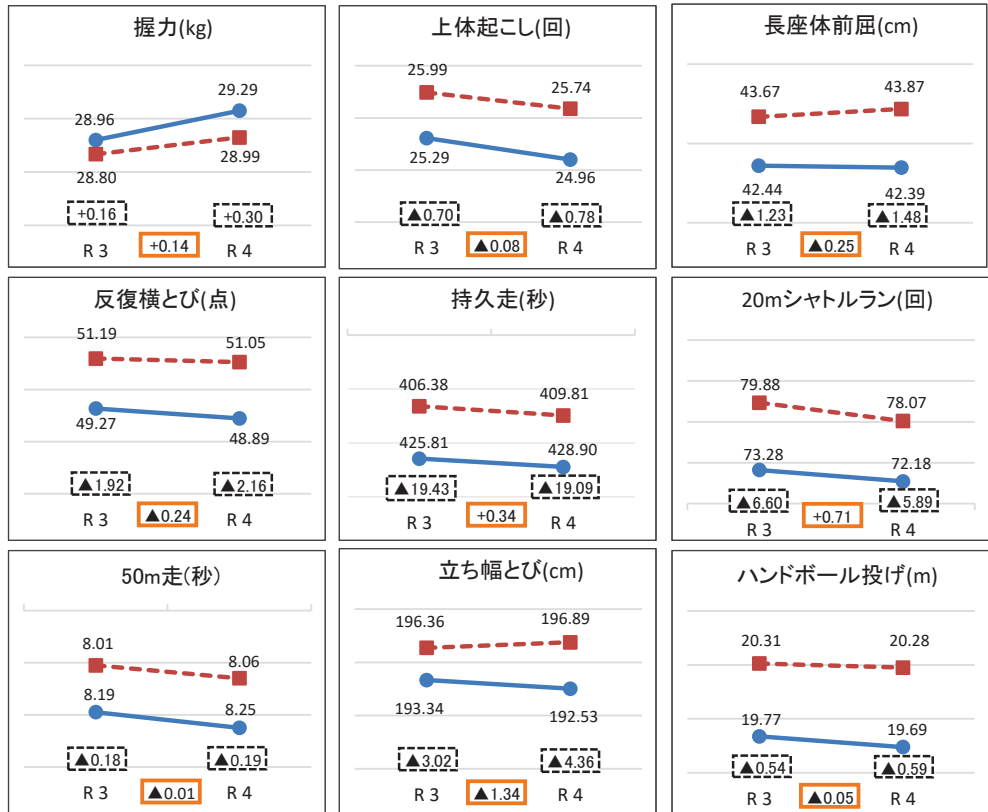 握力(kg)
28.96
29.29
28.80
28.99
+0.16
+0.30
R 3
+0.14
R 4
上体起こし(回)
25.99
25.74
25.29
24.96
▲0.70
▲0.78
R 3
▲0.08
R 4
長座体前屈(cm)
43.67
43.87
42.44
42.39
▲1.23
▲1.48
R 3
▲0.25
R 4
反復横とび(点)
51.19
51.05
49.27
48.89
▲1.92
▲2.16
R 3
▲0.24
R 4
持久走(秒)
406.38
409.81
425.81
428.90
▲19.43
▲19.09
R 3
+0.34
R 4
20mシャトルラン(回)
79.88
78.07
73.28
72.18
▲6.60
▲5.89
R 3
+0.71
R 4
50m走(秒)
8.01
8.06
8.19
8.25
▲0.18
▲0.19
R 3
▲0.01
R 4
立ち幅とび(cm)
196.36
196.89
193.34
192.53
▲3.02
▲4.36
R 3
▲1.34
R 4
ハンドボール投げ(m)
20.31
20.28
19.77
19.69
▲0.54
▲0.59
R 3
▲0.05
R 4